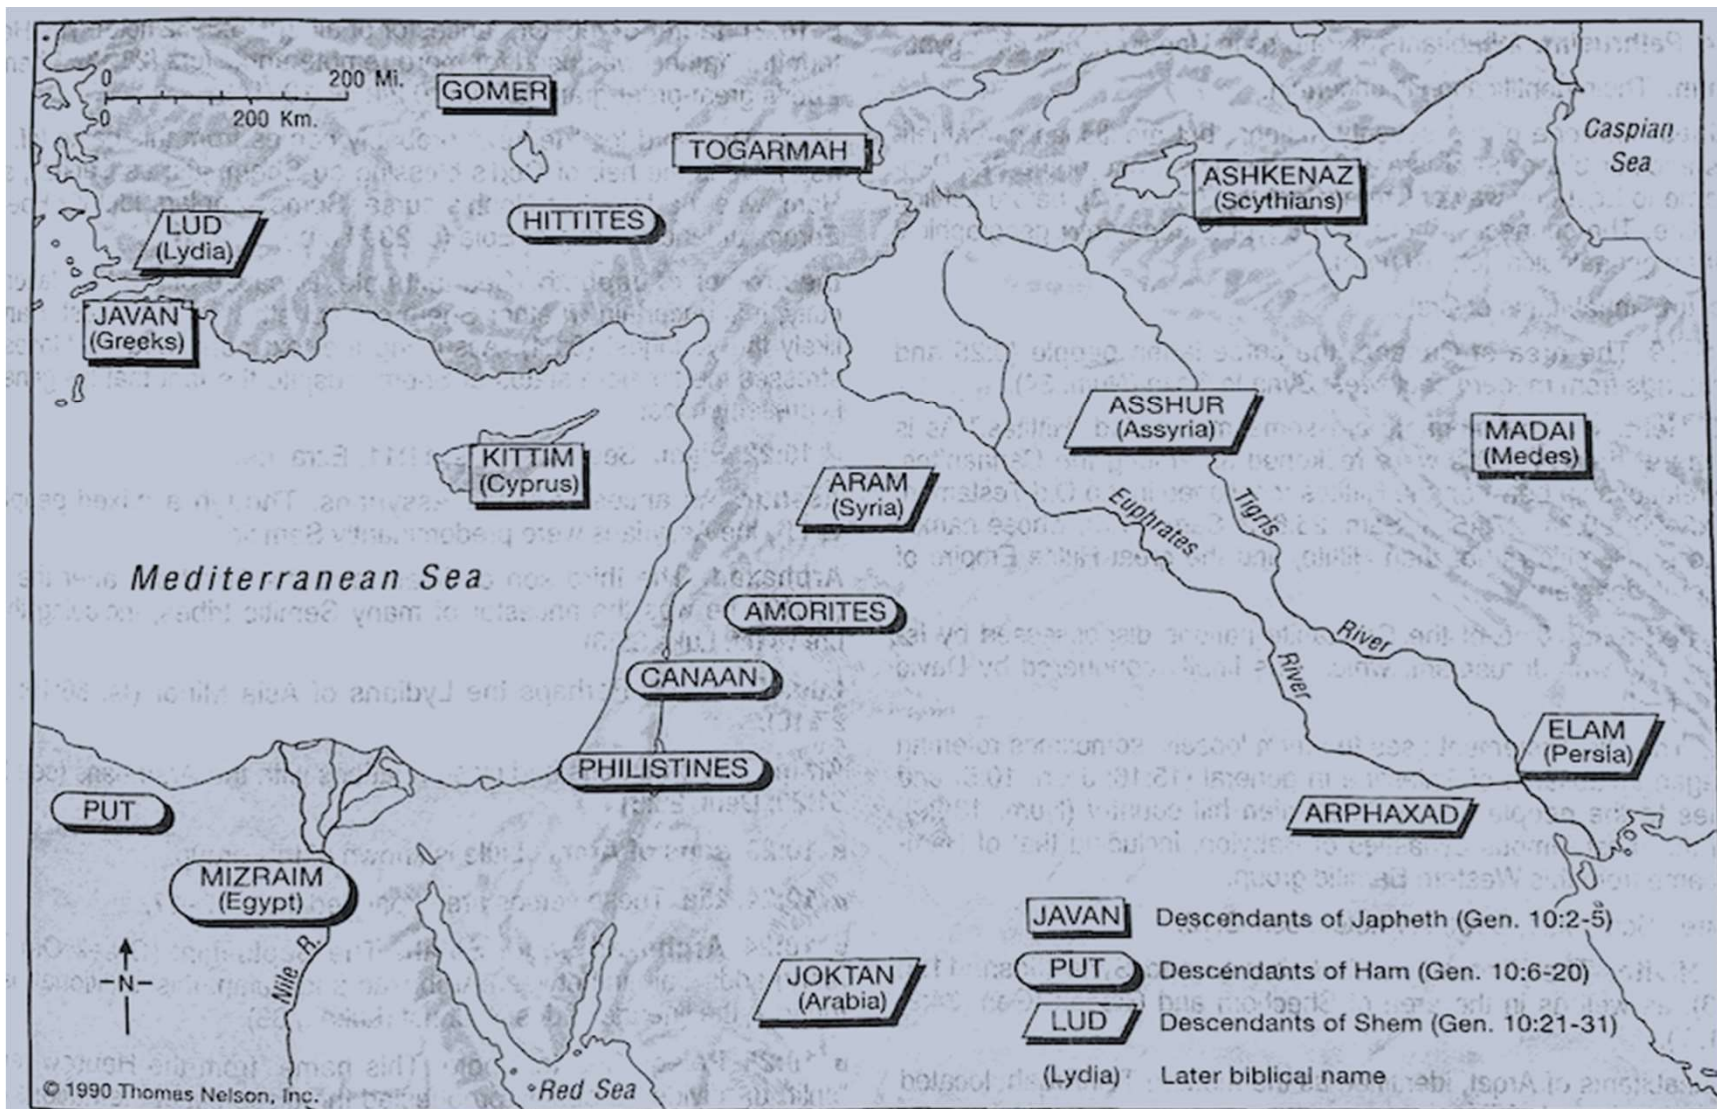 0 200 Mi.
0 200 Km.
GOMER
TOGARMAH
Caspian
Sea
ASHKENAZ
(Scythians)
HITTITES
LUD
(Lydia)
JAVAN
(Greeks)
ASSHUR
(Assyria)
MADAI
(Medes)
KITTIM
(Cyprus)
ARAM
(Syria)
Euphrates
River
Tigris
River
Mediterranean Sea
AMORITES
CANAAN
ELAM
(Persia)
PHILISTINES
PUT
ARPHAXAD
MIZRAIM
(Egypt)
N
Nile R.
JOKTAN
(Arabia)
JAVAN Descendants of Japheth (Gen. 10:2-5)
PUT Descendants of Ham (Gen. 10:6-20)
LUD Descendants of Shem (Gen. 10:21-31)
(Lydia) Later biblical name
© 1990 Thomas Nelson, Inc.
Red Sea